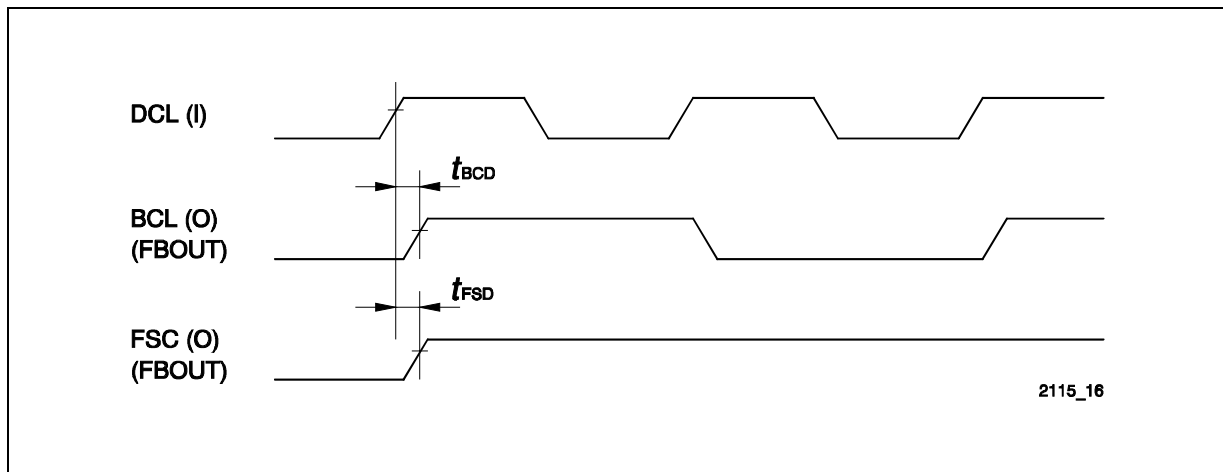 DCL (I)
tBCD
BCL (O)
(FBOUT)
tFSD
FSC (O)
(FBOUT)
2115_16